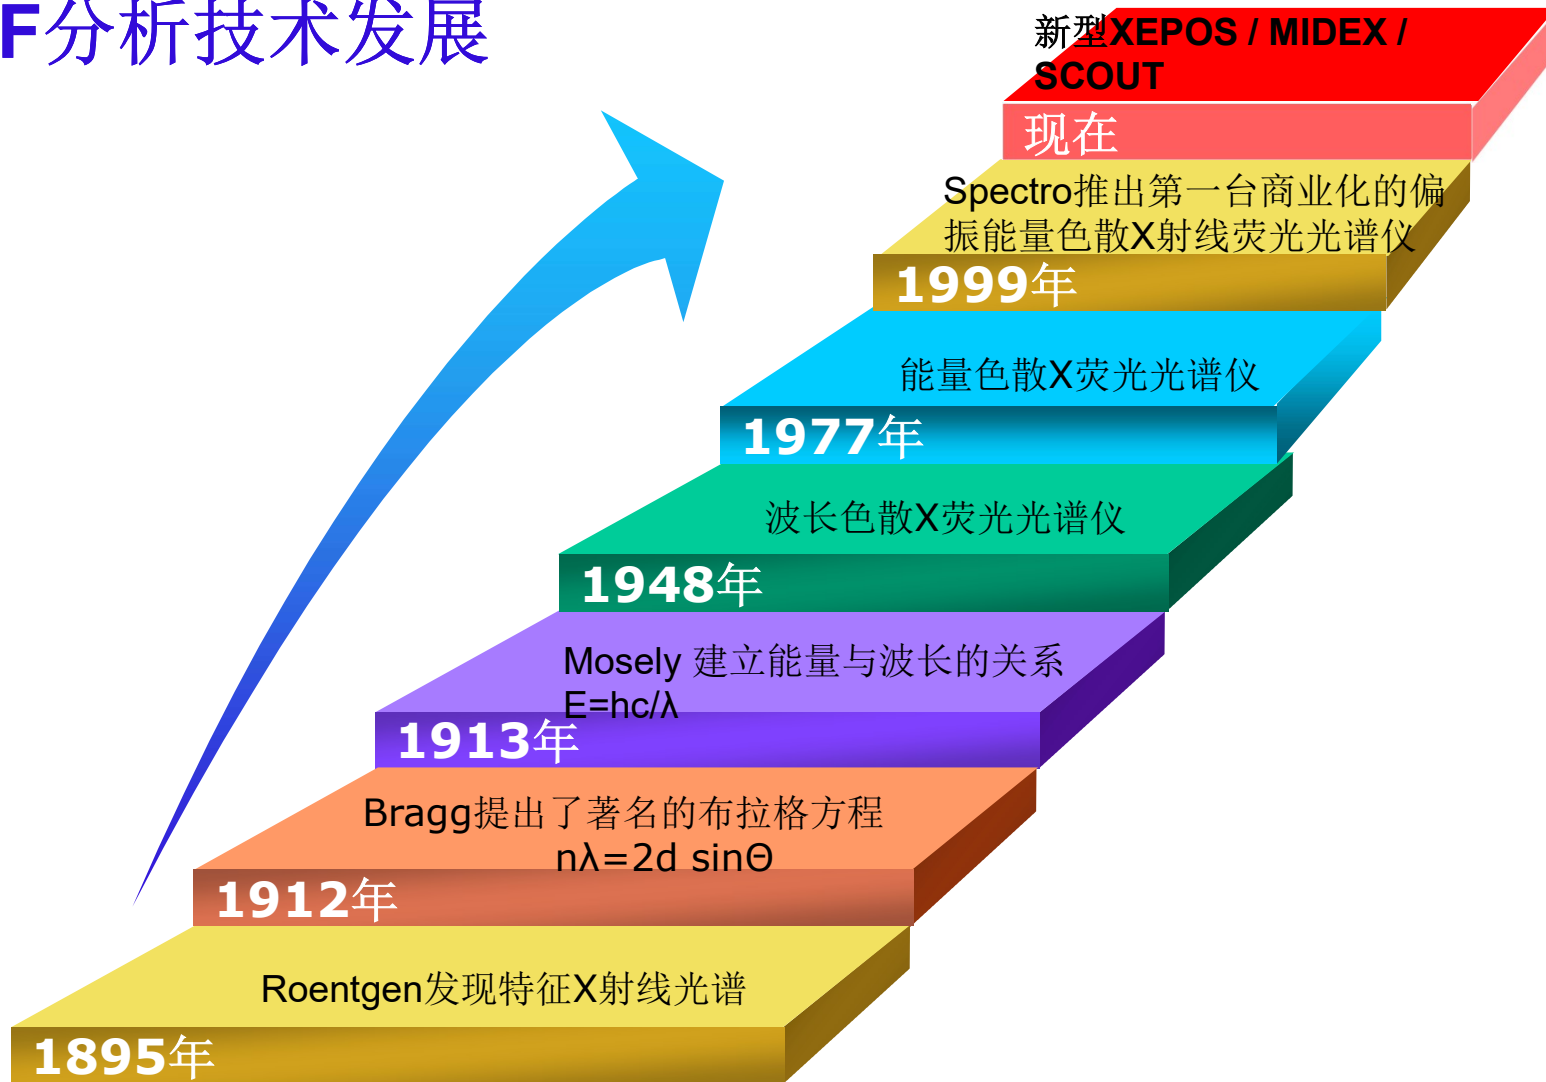 F分析技术发展
新型XEPOS / MIDEX /
SCOUT
现在
Spectro推出第一台商业化的偏
振能量色散X射线荧光光谱仪
1999年
能量色散X荧光光谱仪
1977年
波长色散X荧光光谱仪
1948年
Mosely 建立能量与波长的关系
E=hc/λ
1913年
Bragg提出了著名的布拉格方程
nλ=2d sinΘ
1912年
Roentgen发现特征X射线光谱
1895年